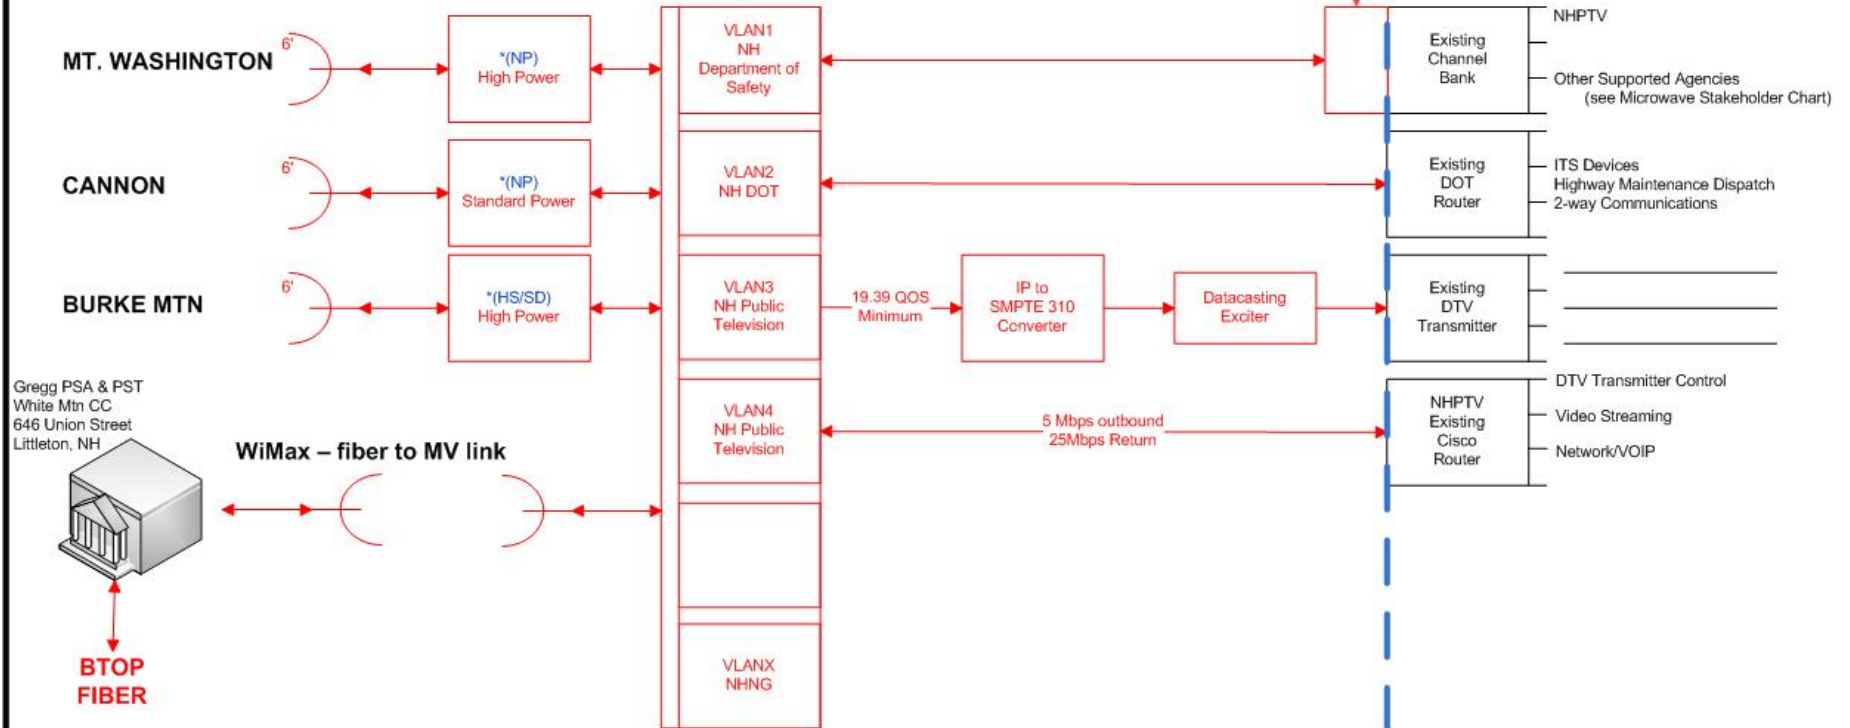 MT. WASHINGTON
6'
*(NP)
High Power
VLAN1
NH
Department of
Safety
Existing
Channel
Bank
NHPTV
Other Supported Agencies
(see Microwave Stakeholder Chart)
CANNON
6'
*(NP)
Standard Power
VLAN2
NH DOT
Existing
DOT
Router
ITS Devices
Highway Maintenance Dispatch
2-way Communications
BURKE MTN
6'
*(HS/SD)
High Power
VLAN3
NH Public
Television
19.39 QOS
Minimum
IP to
SMPTE 310
Converter
Datacasting
Exciter
Existing
DTV
Transmitter
Gregg PSA & PST
White Mtn CC
646 Union Street
Littleton, NH
WiMax – fiber to MV link
VLAN4
NH Public
Television
5 Mbps outbound
25Mbps Return
NHPTV
Existing
Cisco
Router
DTV Transmitter Control
Video Streaming
Network/VOIP
BTOP
FIBER
VLANX
NHNG